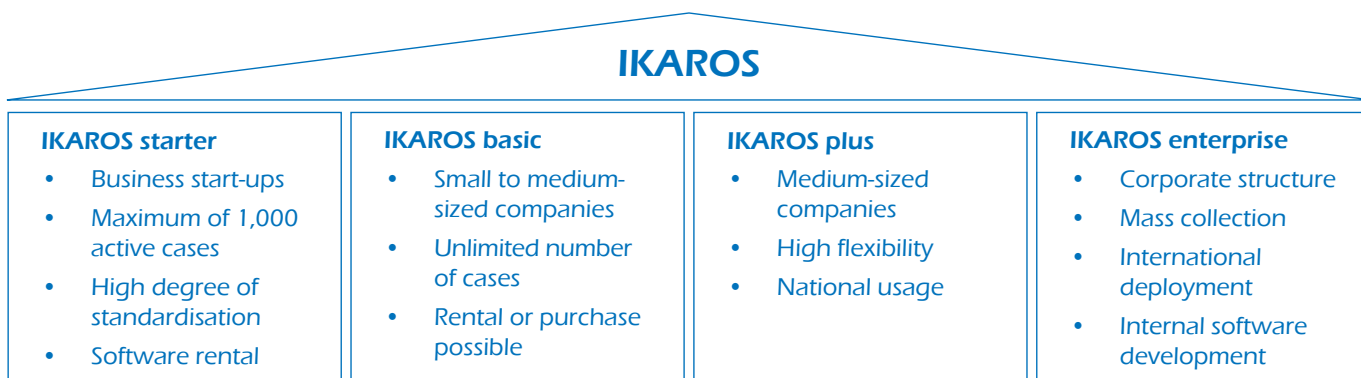 IKAROS
IKAROS starter
• Business start-ups
• Maximum of 1,000
active cases
• High degree of
standardisation
• Software rental
IKAROS basic
• Small to medium-
sized companies
• Unlimited number
of cases
• Rental or purchase
possible
IKAROS plus
• Medium-sized
companies
• High flexibility
• National usage
IKAROS enterprise
• Corporate structure
• Mass collection
• International
deployment
• Internal software
development